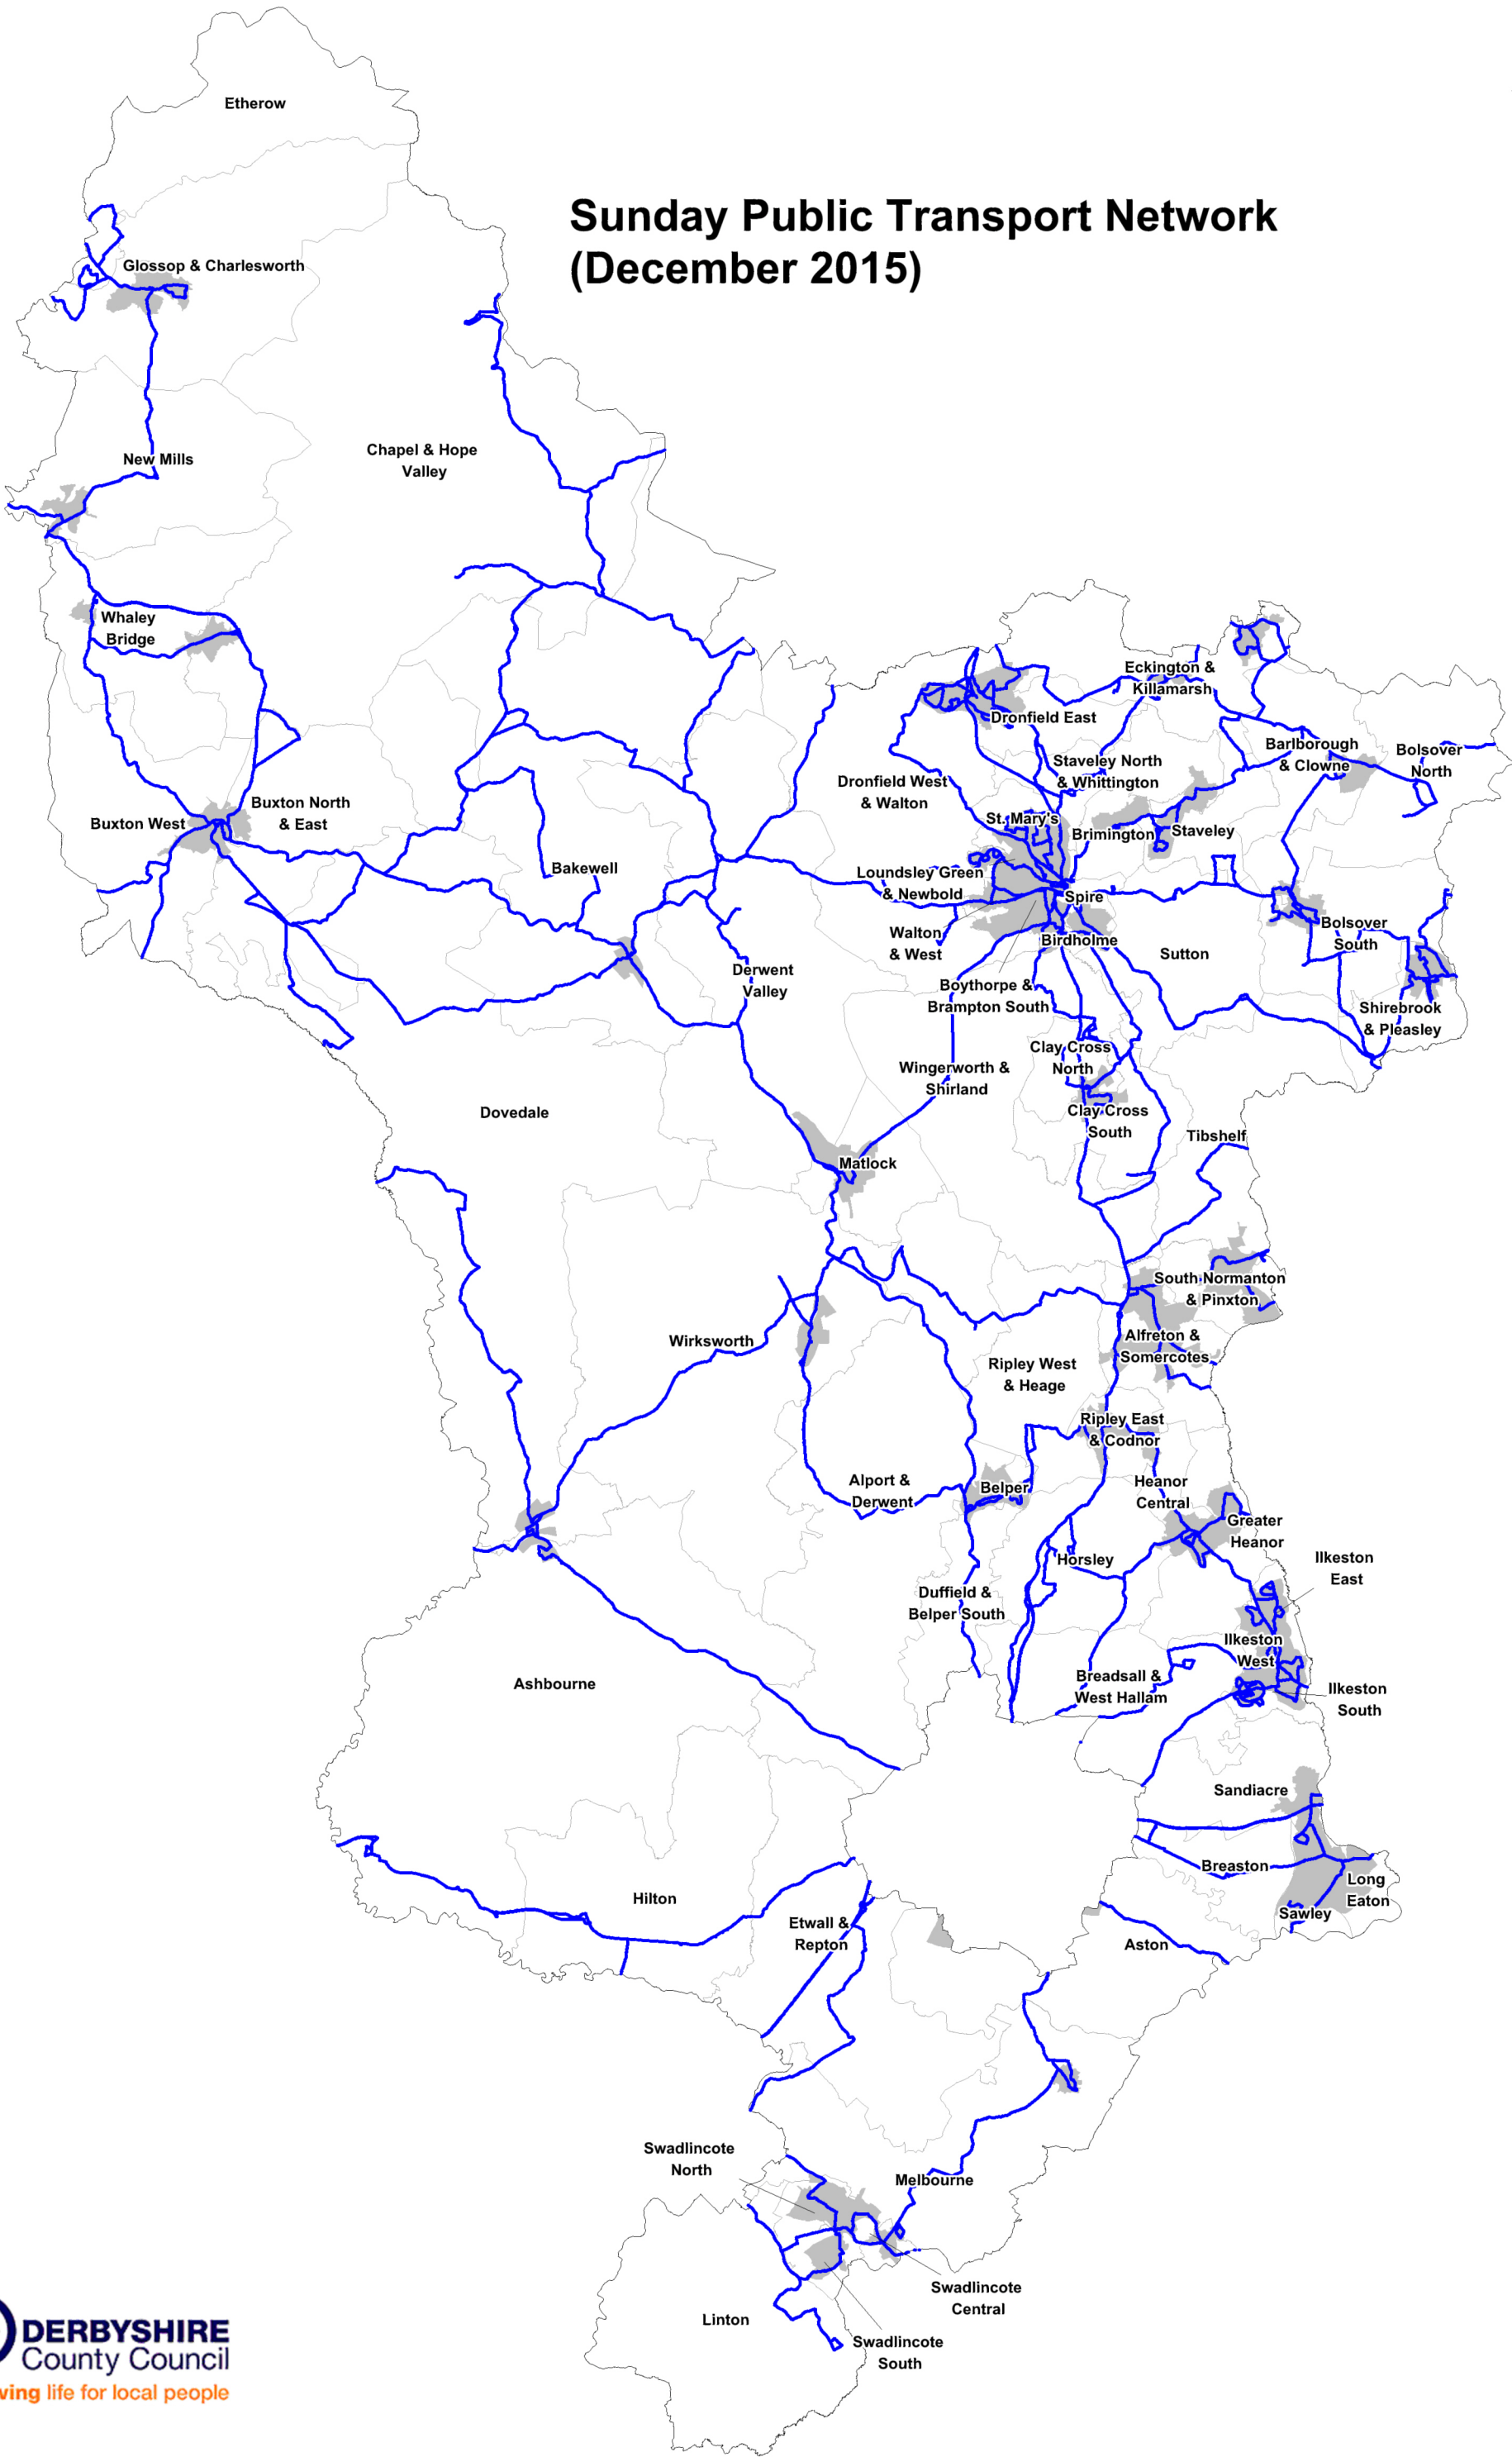 Etherow
Sunday Public Transport Network
(December 2015)
Glossop & Charlesworth
Chapel & Hope
Valley
New Mills
Whaley
Bridge
Eckington &
Killamarsh
Dronfield East
Barlborough
& Clowne
Bolsover
North
Staveley North
& Whittington
Dronfield West
& Walton
Buxton North
& East
Buxton West
St. Mary's
Brimington
Staveley
Bakewell
Loundsley Green
& Newbold
Spire
Walton
& West
Birdholme
Bolsover
South
Sutton
Derwent
Valley
Boythorpe &
Brampton South
Shirebrook
& Pleasley
Clay Cross
North
Wingerworth &
Shirland
Dovedale
Clay Cross
South
Tibshelf
Matlock
South Normanton
& Pinxton
Wirksworth
Alfreton &
Somercotes
Ripley West
& Heage
Ripley East
& Codnor
Alport &
Derwent
Belper
Heanor
Central
Greater
Heanor
Horsley
Ilkeston
East
Duffield &
Belper South
Ilkeston
West
Ashbourne
Breadsall &
West Hallam
Ilkeston
South
Sandiacre
Breaston
Long
Eaton
Hilton
Sawley
Etwall &
Repton
Aston
Swadlincote
North
Melbourne
Swadlincote
Central
Linton
Swadlincote
South
DERBYSHIRE
County Council
ving life for local people